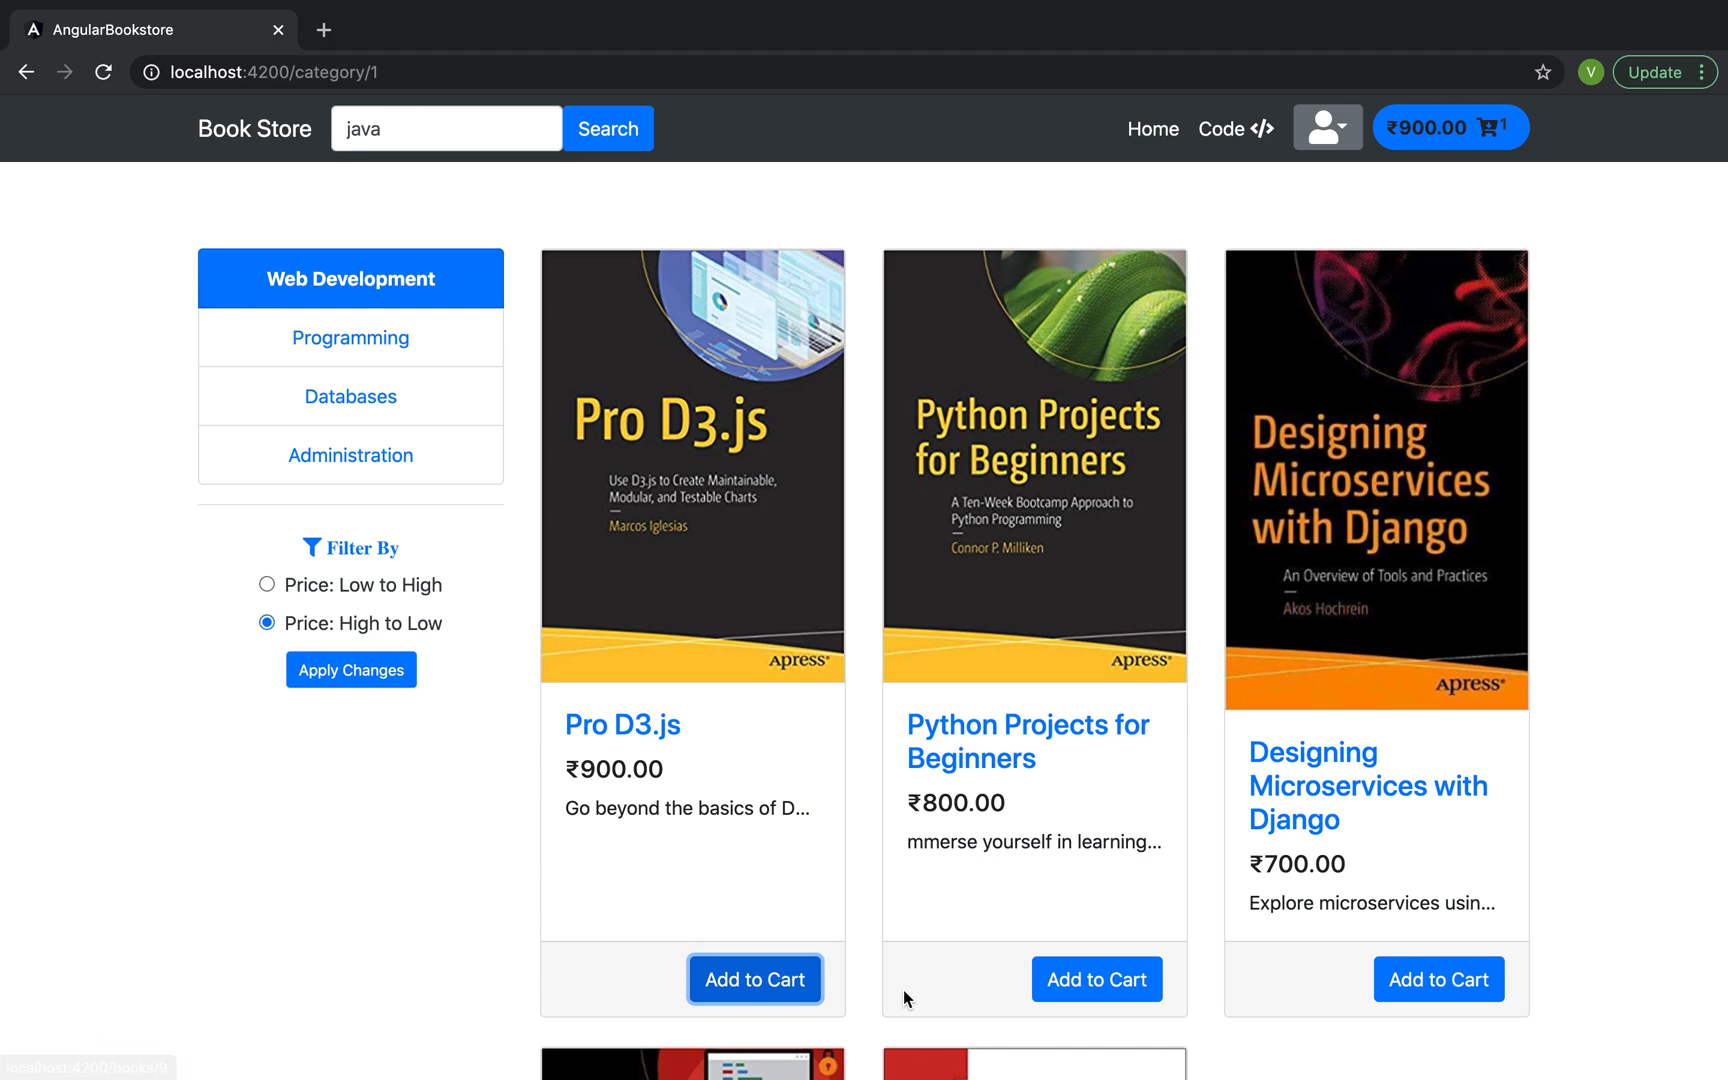 AngularBookstore
localhost:4200/category/1
V
Update
Book Store
java
Search
Home
Code
₹900.00
1
Web Development
Programming
Databases
Administration
Filter By
Price: Low to High
Price: High to Low
Apply Changes
Pro D3.js
Use D3.js to Create Maintainable,
Modular, and Testable Charts
Marcos Iglesias
Apress®
Pro D3.js
₹900.00
Go beyond the basics of D...
Add to Cart
Python Projects
for Beginners
A Ten-Week Bootcamp Approach to
Python Programming
Connor P. Milliken
Apress®
Python Projects for
Beginners
₹800.00
mmerse yourself in learning...
Add to Cart
Designing
Microservices
with Django
An Overview of Tools and Practices
Akos Hochrein
Apress®
Designing
Microservices with
Django
₹700.00
Explore microservices usin...
Add to Cart
localhost:4200/books/9